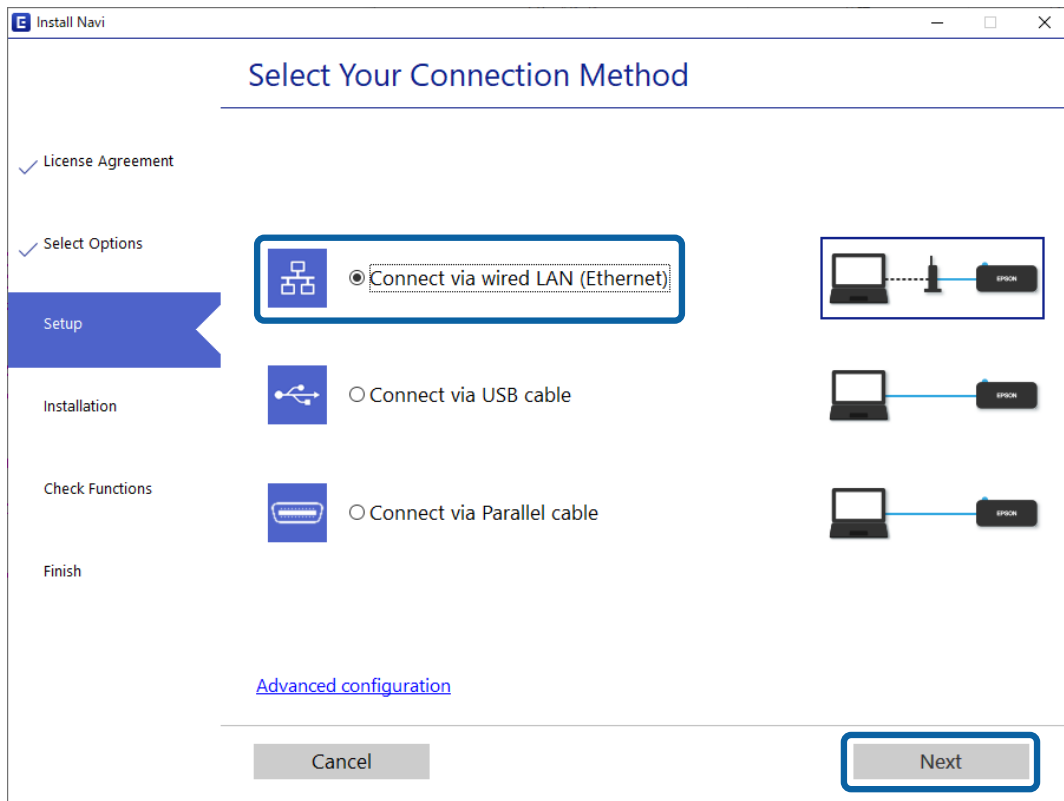 E Install Navi
Select Your Connection Method
License Agreement
Select Options
Setup
Installation
Check Functions
Finish
Connect via wired LAN (Ethernet)
EPSON
Connect via USB cable
EPSON
Connect via Parallel cable
EPSON
Advanced configuration
Cancel
Next